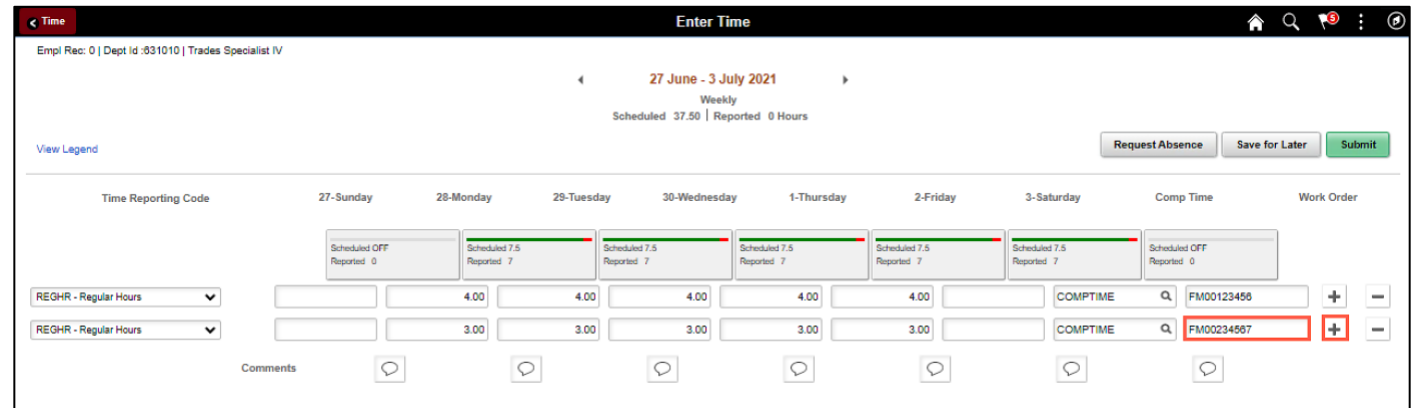 Time
Enter Time
5
Empl Rec: 0 | Dept Id :631010 | Trades Specialist IV
27 June - 3 July 2021
Weekly
Scheduled 37.50 | Reported 0 Hours
View Legend
Request Absence Save for Later Submit
Time Reporting Code 27-Sunday 28-Monday 29-Tuesday 30-Wednesday 1-Thursday 2-Friday 3-Saturday Comp Time Work Order
Scheduled OFF Scheduled 7.5 Scheduled 7.5 Scheduled 7.5 Scheduled 7.5 Scheduled 7.5 Scheduled OFF
Reported 0 Reported 7 Reported 7 Reported 7 Reported 7 Reported 7 Reported 0
REGHR - Regular Hours 4.00 4.00 4.00 4.00 4.00 COMPTIME FM00123456
REGHR - Regular Hours 3.00 3.00 3.00 3.00 3.00 COMPTIME FM00234567
Comments